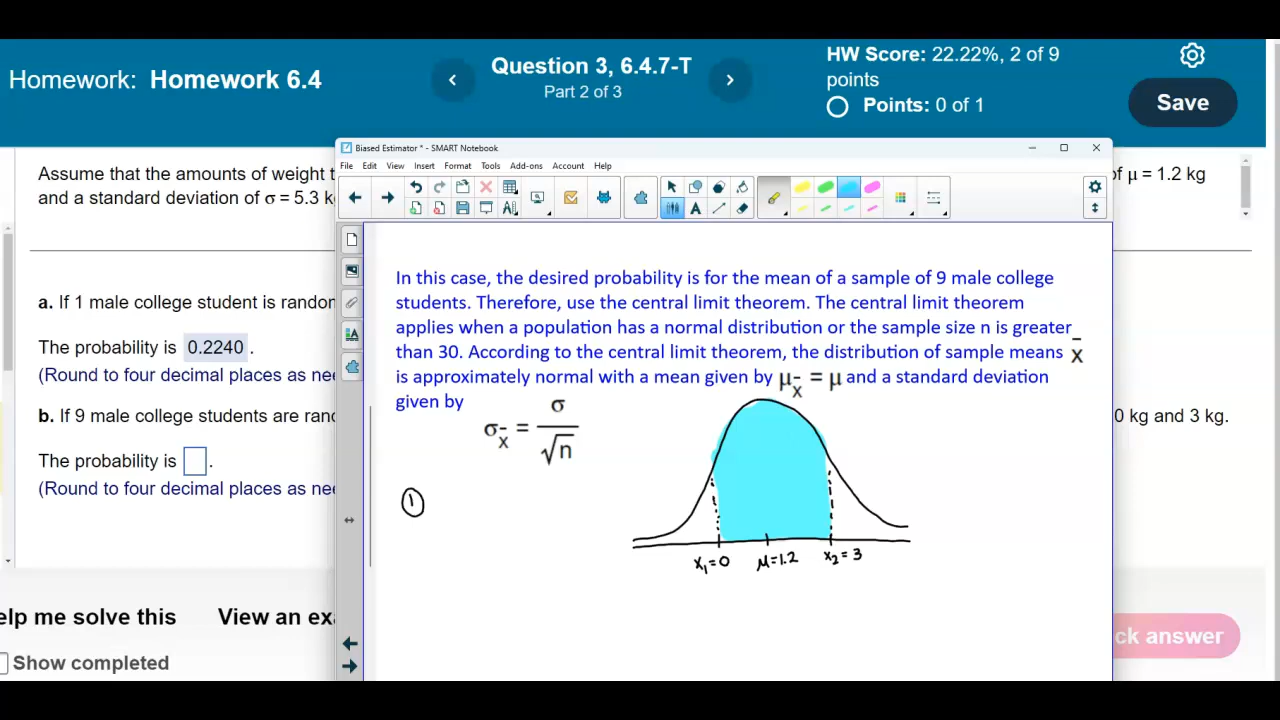 Homework: Homework 6.4
Question 3, 6.4.7-T
Part 2 of 3
HW Score: 22.22%, 2 of 9
points
Points: 0 of 1
Save
Assume that the amounts of weight
f μ = 1.2 kg
and a standard deviation of σ = 5.3
a. If 1 male college student is
The probability is 0.2240.
(Round to four decimal places as
b. If 9 male college students are
0 kg and 3 kg.
The probability is
(Round to four decimal places as
elp me solve this
View an
Show completed
ck answer
Biased Estimator * - SMART Notebook
File Edit View Insert Format Tools Add-ons Account Help
In this case, the desired probability is for the mean of a sample of 9 male college
students. Therefore, use the central limit theorem. The central limit theorem
applies when a population has a normal distribution or the sample size n is greater
than 30. According to the central limit theorem, the distribution of sample means x̄
is approximately normal with a mean given by μx̄ = μ and a standard deviation
given by
σx̄ = σ/√n
①
x₁=0 μ=1.2 x₂=3